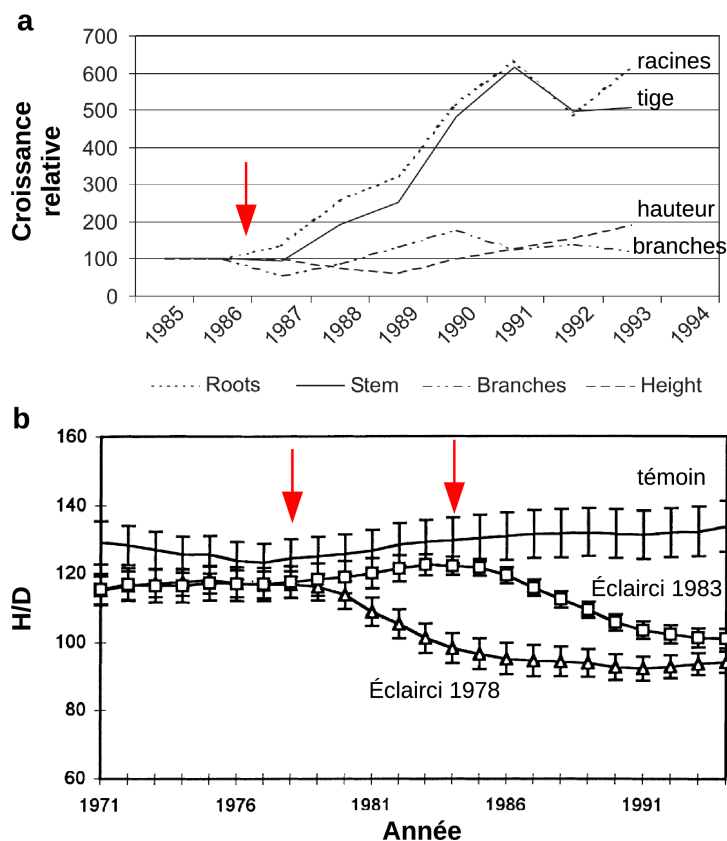 a
700
600
500
400
300
200
100
0
Croissance
relative
racines
tige
hauteur
branches
1985 1986 1987 1988 1989 1990 1991 1992 1993 1994
Roots Stem Branches Height
b
160
140
120
100
80
60
H/D
témoin
Éclairci 1983
Éclairci 1978
1971 1976 1981 1986 1991
Année